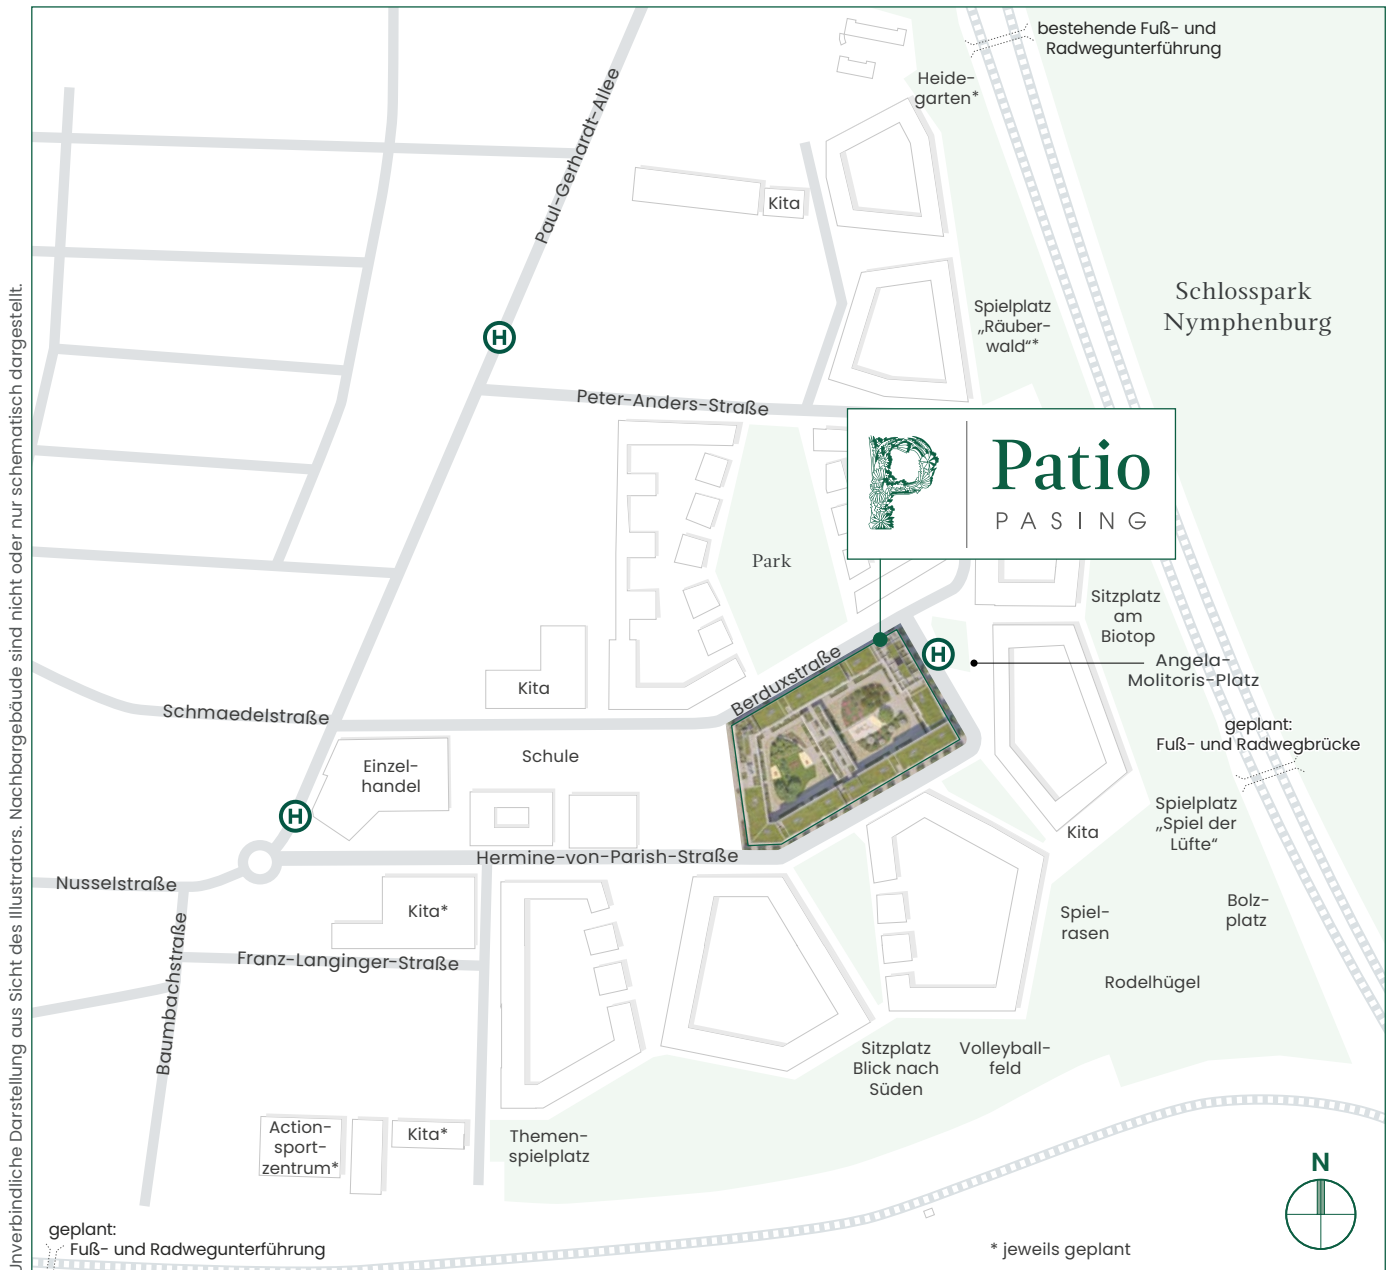 bestehende Fuß- und
Radwegunterführung
Heide-
garten*
Paul-Gerhardt-Allee
Kita
Schlosspark
Nymphenburg
Spielplatz
„Räuber-
wald“*
H
Peter-Anders-Straße
P
Patio
PASING
Park
Sitzplatz
am
Biotop
Berduxstraße
H
Angela-
Molitoris-Platz
Kita
Schmaedelstraße
geplant:
Fuß- und Radwegbrücke
Schule
Einzel-
handel
H
Spielplatz
„Spiel der
Lüfte“
Kita
Hermine-von-Parish-Straße
Nusselstraße
Kita*
Spiel-
rasen
Bolz-
platz
Baumbachstraße
Franz-Langinger-Straße
Rodelhügel
Sitzplatz
Blick nach
Süden
Volleyball-
feld
Action-
sport-
zentrum*
Kita*
Themen-
spielplatz
N
geplant:
Fuß- und Radwegunterführung
* jeweils geplant
Unverbindliche Darstellung aus Sicht des Illustrators. Nachbargebäude sind nicht oder nur schematisch dargestellt.